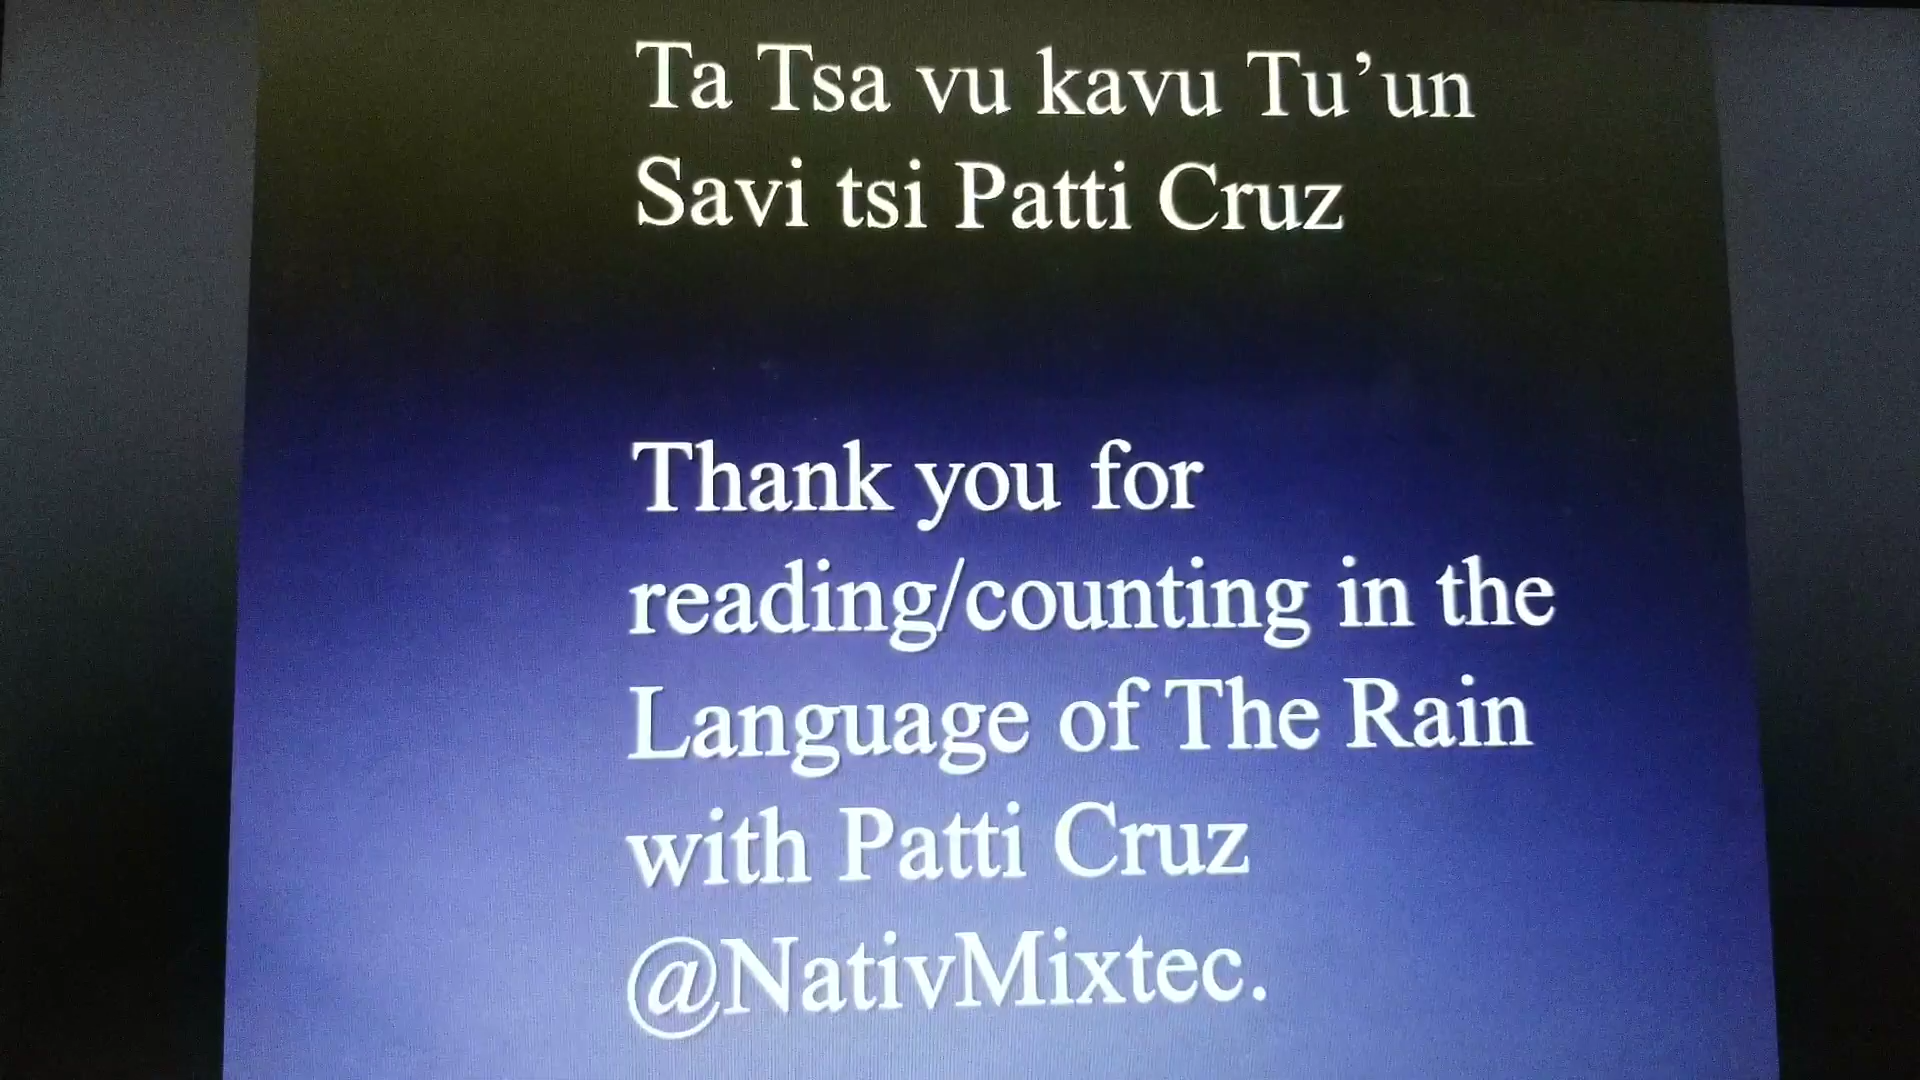 Ta Tsa vu kavu Tu’un
Savi tsi Patti Cruz
Thank you for
reading/counting in the
Language of The Rain
with Patti Cruz
@NativMixtec.